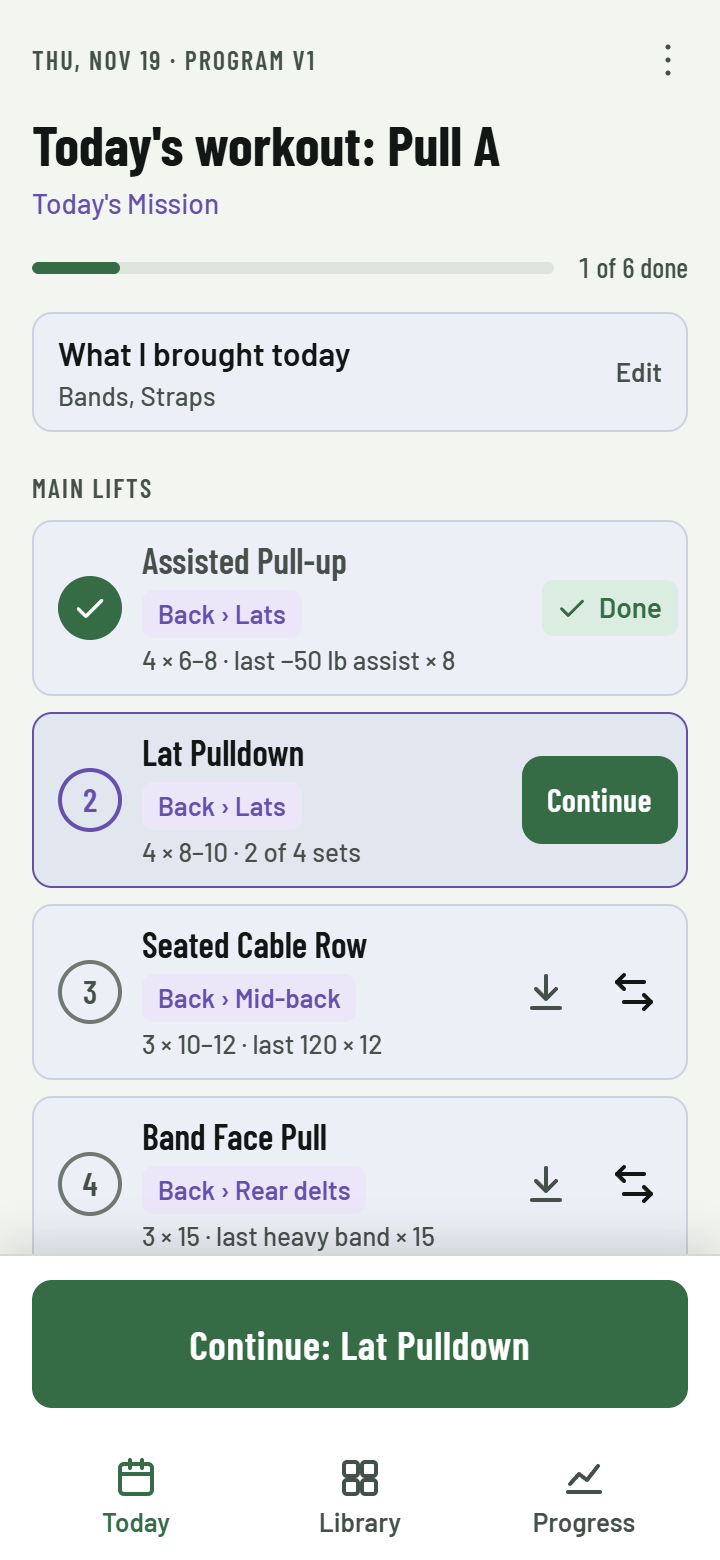 THU, NOV 19 · PROGRAM V1
Today's workout: Pull A
Today's Mission
1 of 6 done
What I brought today
Bands, Straps
Edit
MAIN LIFTS
Assisted Pull-up
Back › Lats
4 × 6–8 · last −50 lb assist × 8
Done
2
Lat Pulldown
Back › Lats
4 × 8–10 · 2 of 4 sets
Continue
3
Seated Cable Row
Back › Mid-back
3 × 10–12 · last 120 × 12
4
Band Face Pull
Back › Rear delts
3 × 15 · last heavy band × 15
Continue: Lat Pulldown
Today
Library
Progress